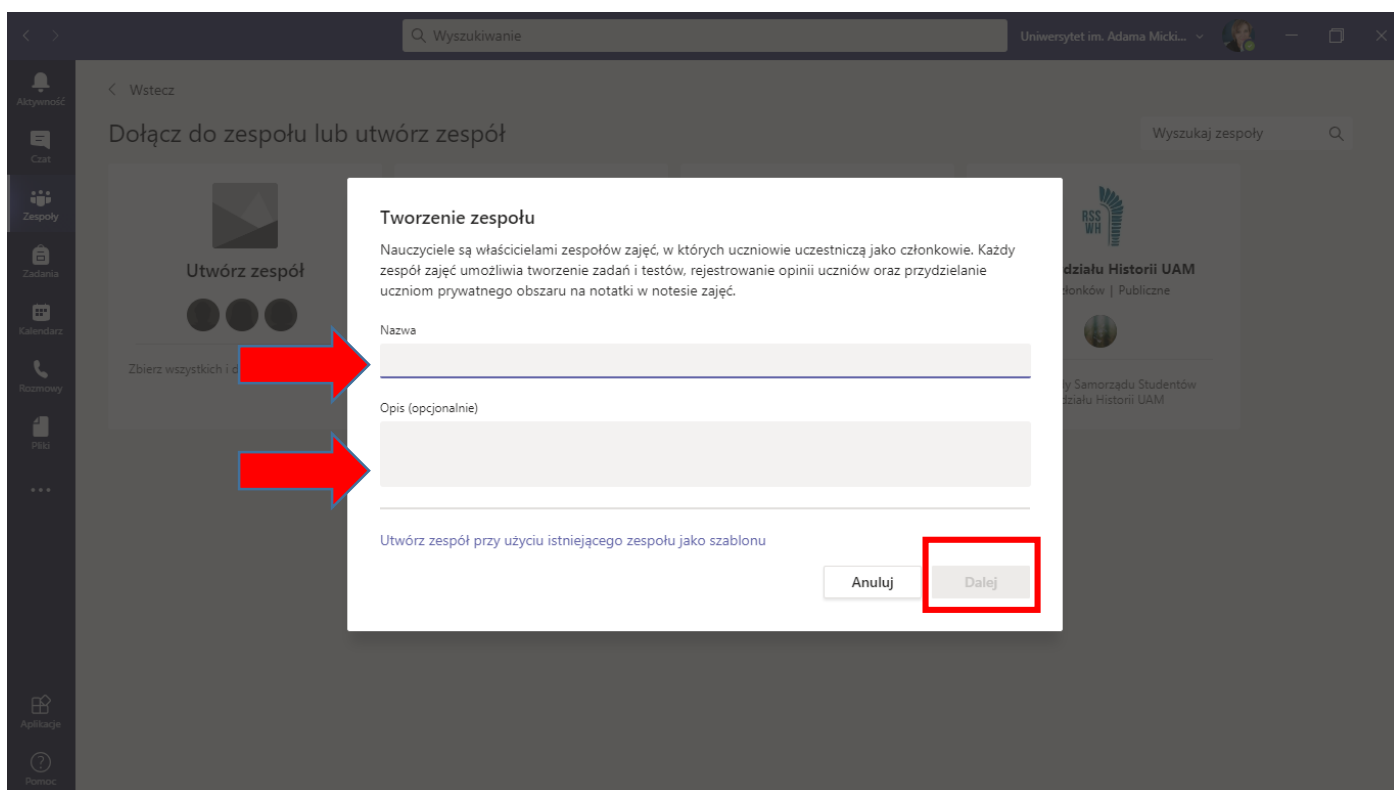 Wyszukiwanie
Uniwersytet im. Adama Micki...
Aktywność
Czat
Zespoły
Zadania
Kalendarz
Rozmowy
Pliki
Aplikacje
Pomoc
Wstecz
Dołącz do zespołu lub utwórz zespół
Wyszukaj zespoły
Utwórz zespół
Zbierz wszystkich i
RSS
WH
działu Historii UAM
złonków | Publiczne
y Samorządu Studentów
działu Historii UAM
Tworzenie zespołu
Nauczyciele są właścicielami zespołów zajęć, w których uczniowie uczestniczą jako członkowie. Każdy
zespół zajęć umożliwia tworzenie zadań i testów, rejestrowanie opinii uczniów oraz przydzielanie
uczniom prywatnego obszaru na notatki w notesie zajęć.
Nazwa
Opis (opcjonalnie)
Utwórz zespół przy użyciu istniejącego zespołu jako szablonu
Anuluj
Dalej